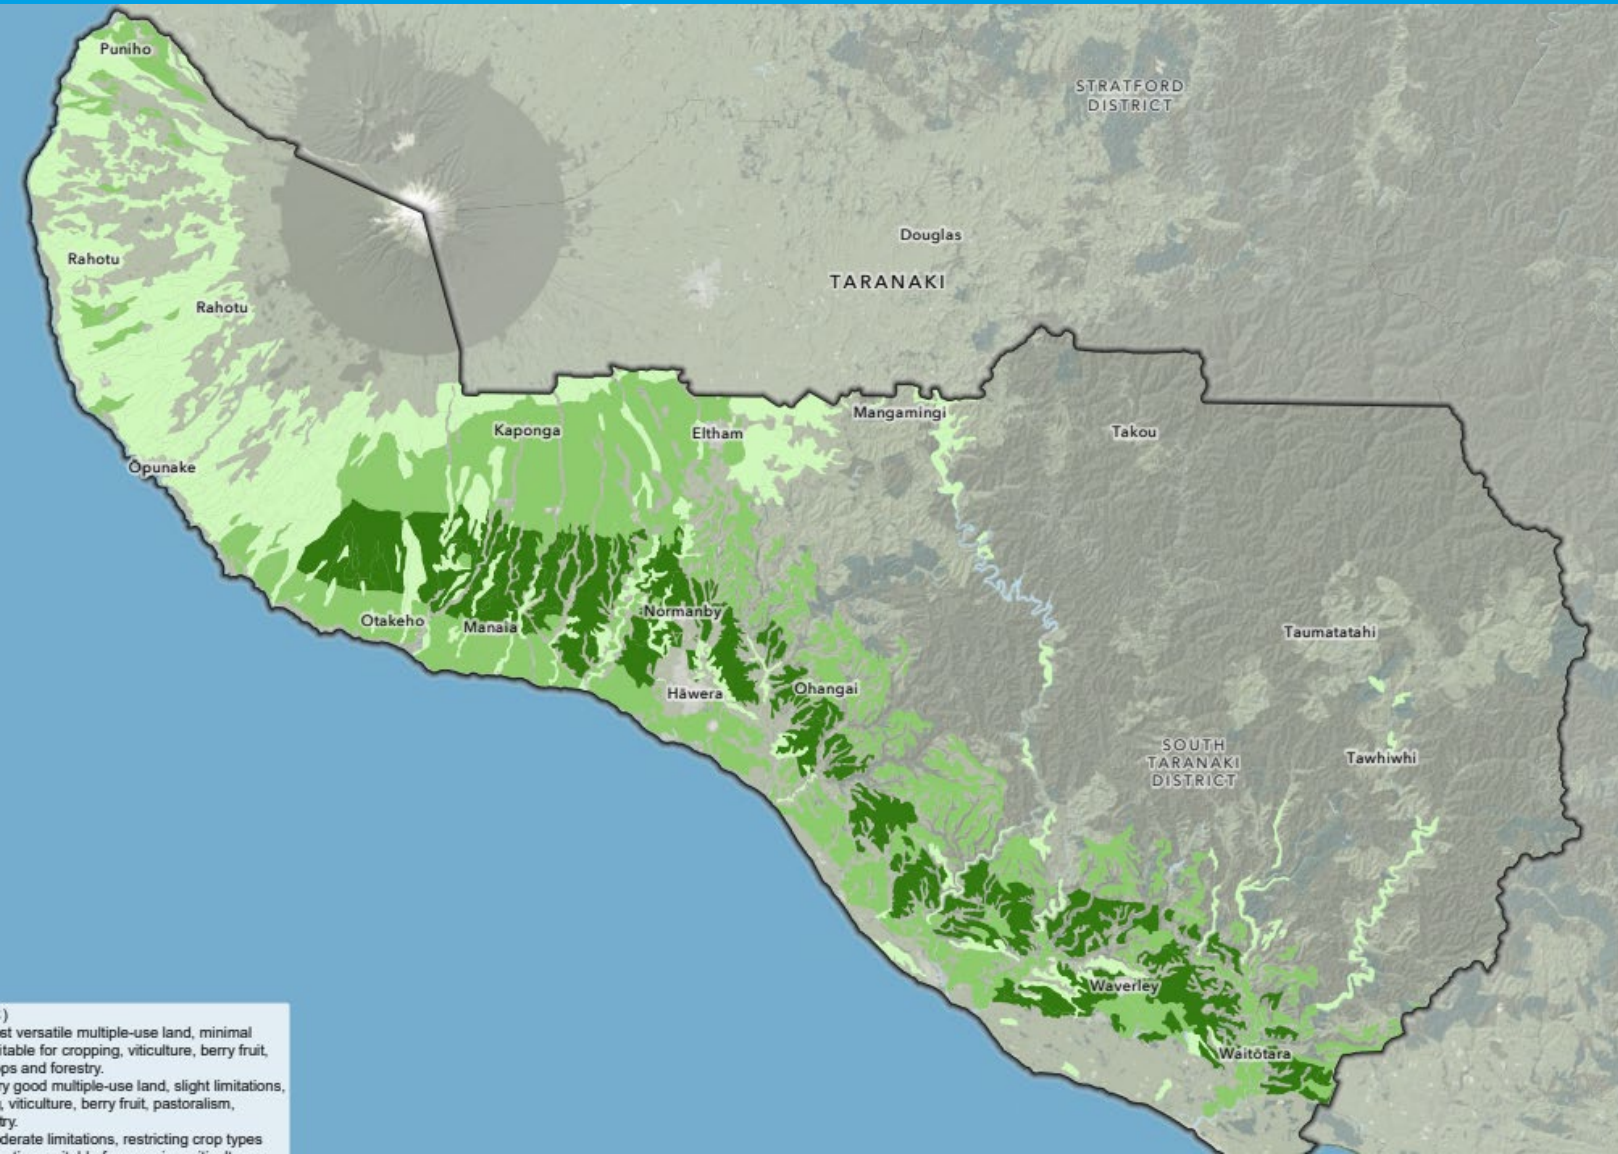 Puniho
STRATFORD
DISTRICT
Douglas
TARANAKI
Rahotu
Rahotu
Mangamingi
Kaponga
Eltham
Takou
Ōpunake
Normanby
Otakeho
Manaia
Taumatatahi
Hāwera
Ohangai
SOUTH
TARANAKI
DISTRICT
Tawhiwhi
Waverley
Waitōtara
)
st versatile multiple-use land, minimal
itable for cropping, viticulture, berry fruit,
ps and forestry.
ry good multiple-use land, slight limitations,
, viticulture, berry fruit, pastoralism,
try.
derate limitations, restricting crop types